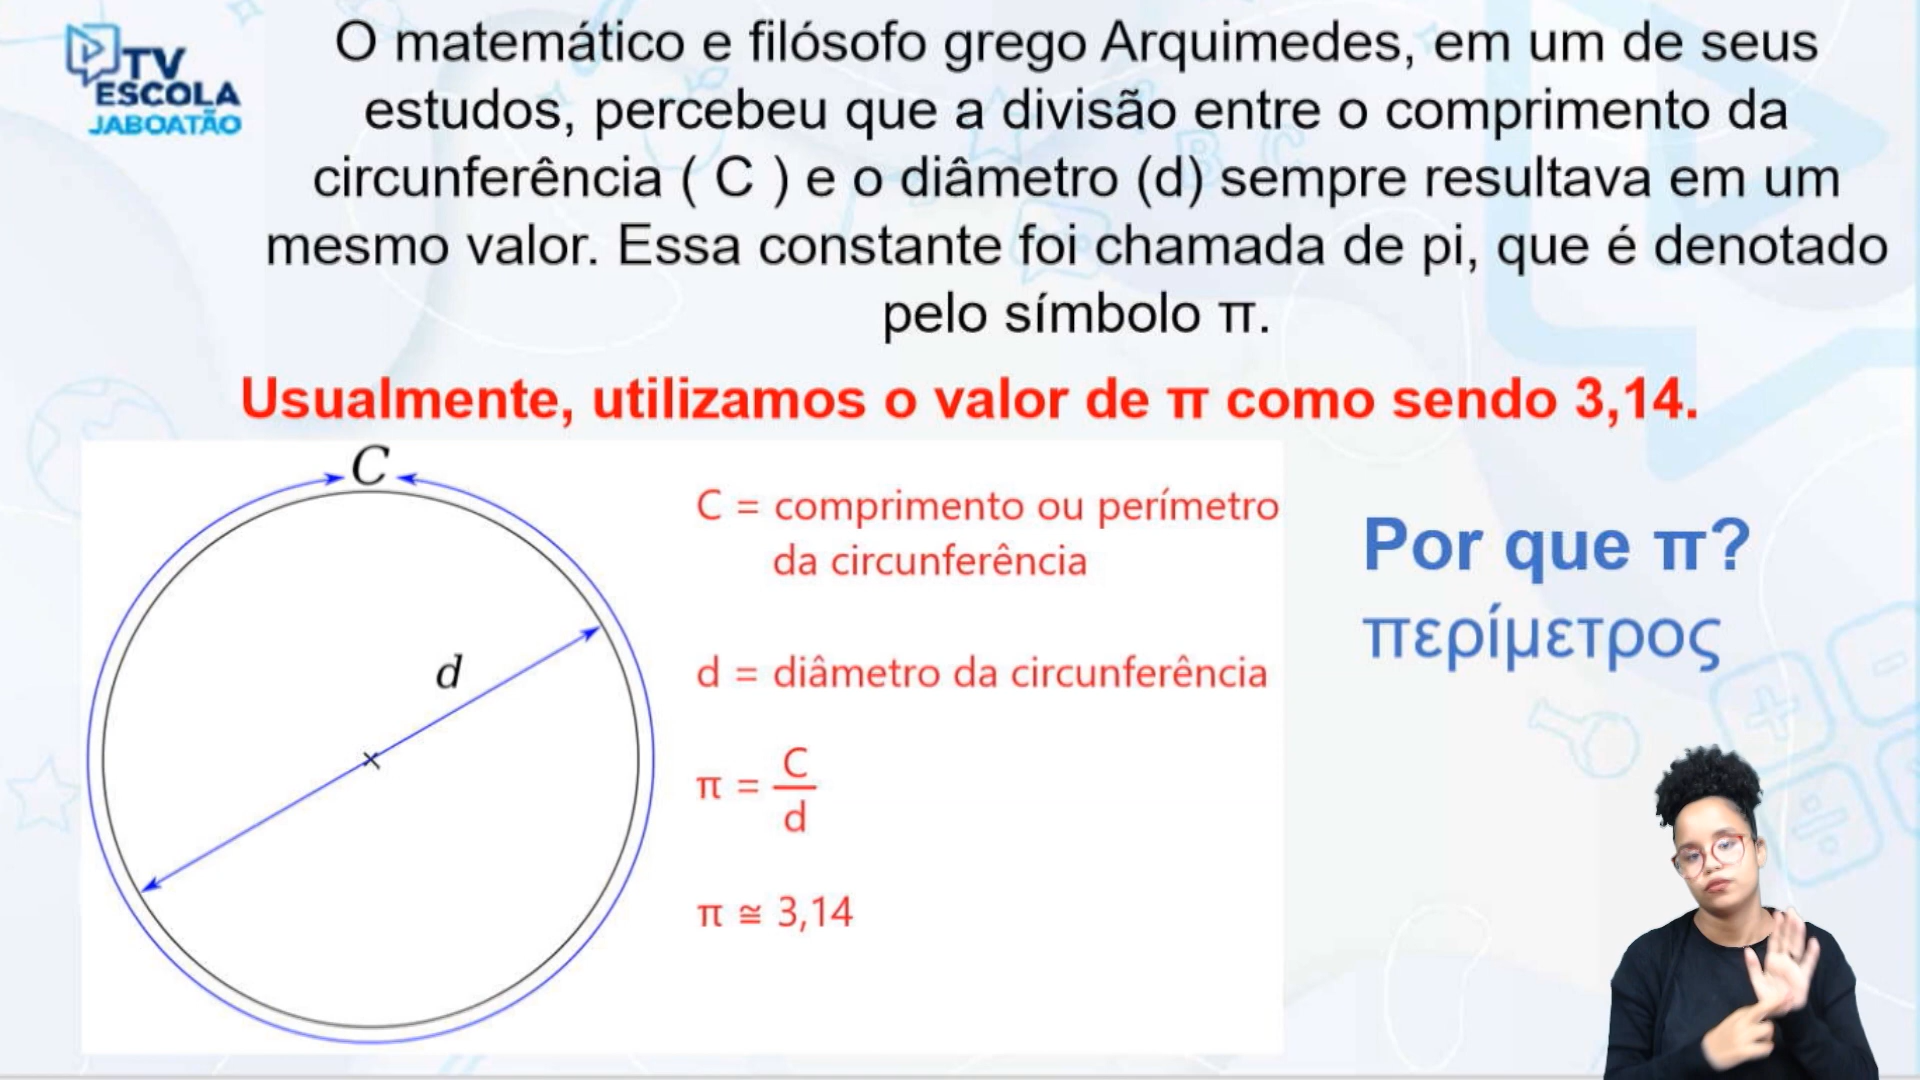 TV
ESCOLA
JABOATÃO
O matemático e filósofo grego Arquimedes, em um de seus
estudos, percebeu que a divisão entre o comprimento da
circunferência ( C ) e o diâmetro (d) sempre resultava em um
mesmo valor. Essa constante foi chamada de pi, que é denotado
pelo símbolo π.
Usualmente, utilizamos o valor de π como sendo 3,14.
C
d
C = comprimento ou perímetro
da circunferência
d = diâmetro da circunferência
π = C/d
π ≅ 3,14
Por que π?
περίμετρος